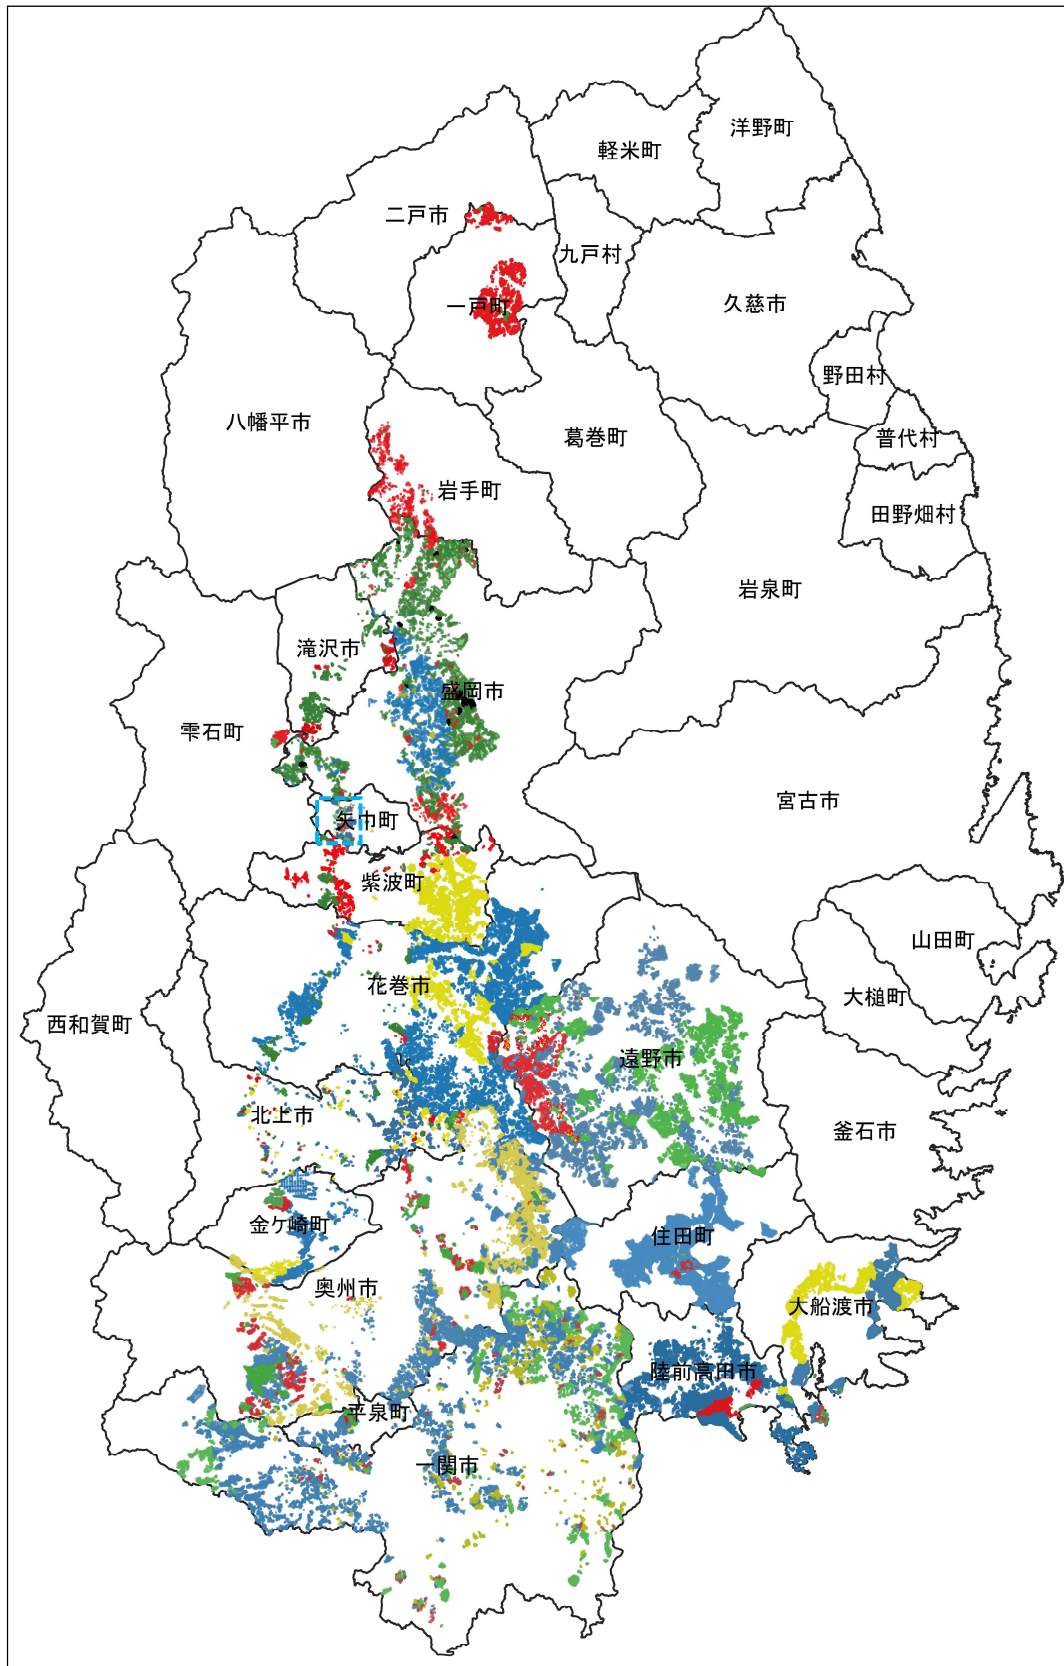 洋野町
軽米町
二戸市
九戸村
一戸町
久慈市
野田村
八幡平市
葛巻町
普代村
岩手町
田野畑村
岩泉町
滝沢市
盛岡市
雫石町
宮古市
矢巾町
紫波町
山田町
花巻市
大槌町
西和賀町
遠野市
北上市
釜石市
金ケ崎町
住田町
奥州市
大船渡市
陸前高田市
平泉町
一関市